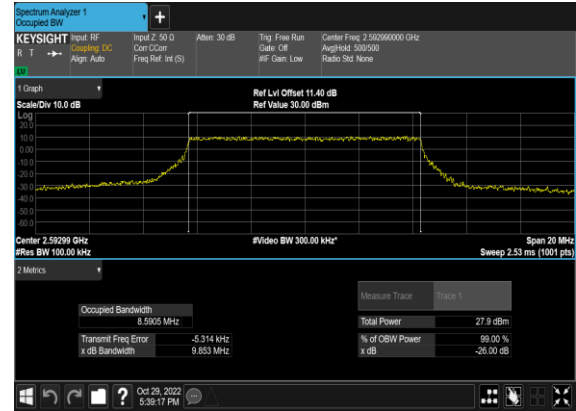 Spectrum Analyzer 1
Occupied BW
+
KEYSIGHT Input: RF Input Z: 50 Ω Atten: 30 dB Trig: Free Run Center Freq: 2.592990000 GHz
R T Coupling: DC Corr CCorr Gate: Off Avg|Hold: 500/500
Align: Auto Freq Ref: Int (S) #IF Gain: Low Radio Std: None
1 Graph
Ref Lvl Offset 11.40 dB
Scale/Div 10.0 dB Ref Value 30.00 dBm
Log
20.0
10.0
0.00
-10.0
-20.0
-30.0
-40.0
-50.0
-60.0
Center 2.59299 GHz #Video BW 300.00 kHz* Span 20 MHz
#Res BW 100.00 kHz Sweep 2.53 ms (1001 pts)
2 Metrics
Measure Trace Trace 1
Occupied Bandwidth
8.5905 MHz Total Power 27.9 dBm
Transmit Freq Error -5.314 kHz % of OBW Power 99.00 %
x dB Bandwidth 9.853 MHz x dB -26.00 dB
? Oct 29, 2022
5:39:17 PM